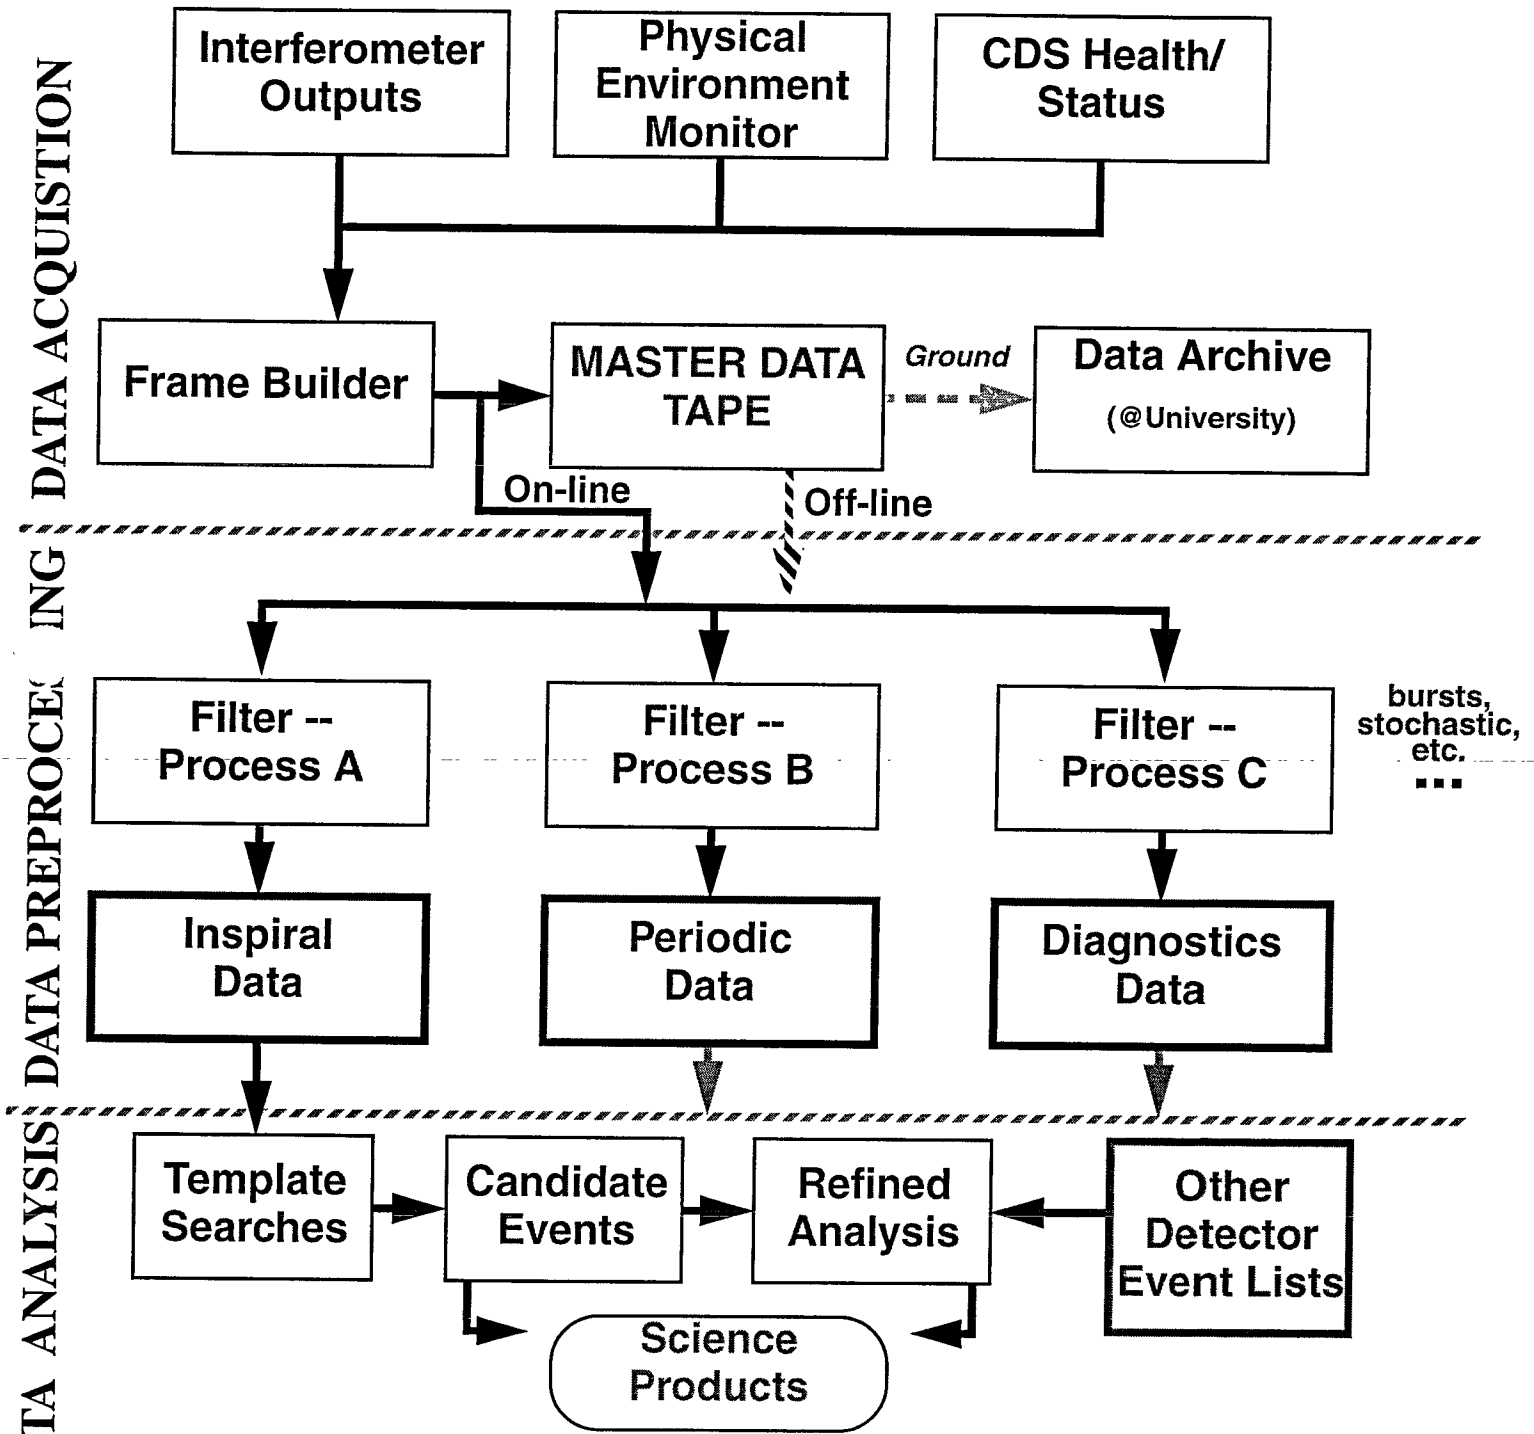 Interferometer
Outputs
Physical
Environment
Monitor
CDS Health/
Status
DATA ACQUISTION
Frame Builder
MASTER DATA
TAPE
Ground
Data Archive
(@University)
On-line
Off-line
DATA PREPROCES ING
Filter --
Process A
Filter --
Process B
Filter --
Process C
bursts,
stochastic,
etc.
...
Inspiral
Data
Periodic
Data
Diagnostics
Data
TA ANALYSIS
Template
Searches
Candidate
Events
Refined
Analysis
Other
Detector
Event Lists
Science
Products